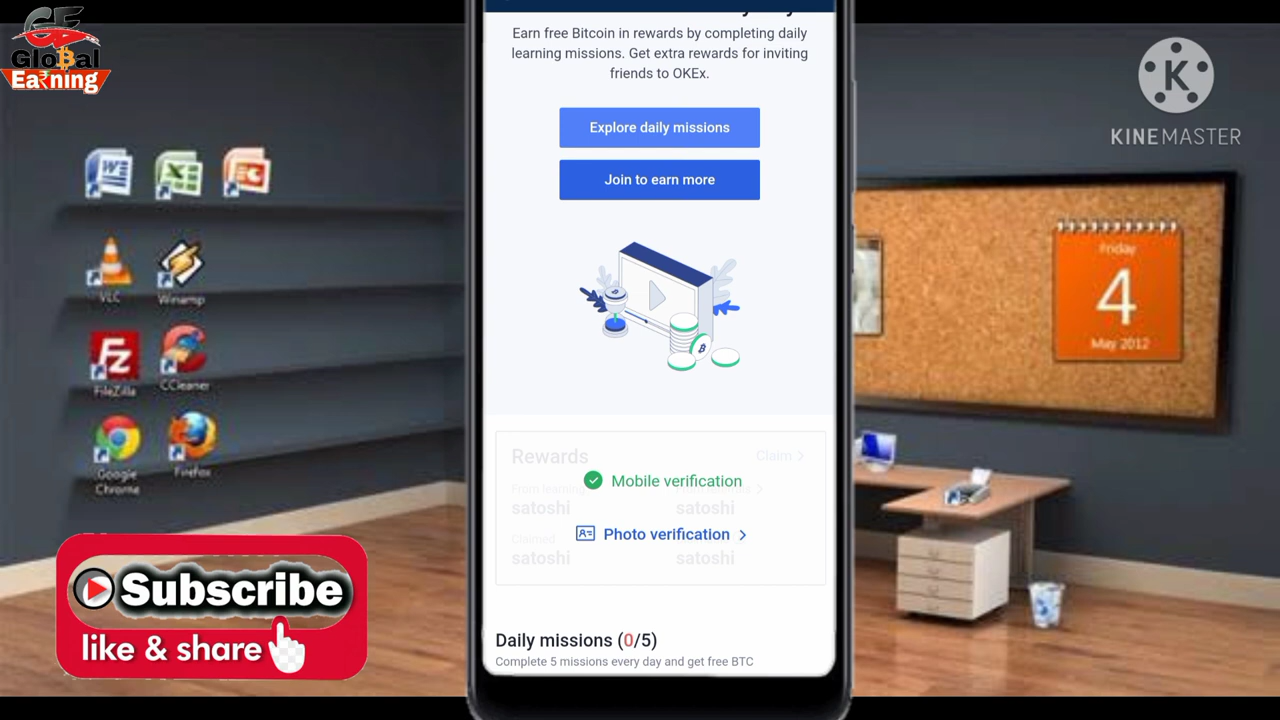 GE
Global
Earning
KINEMASTER
Earn free Bitcoin in rewards by completing daily
learning missions. Get extra rewards for inviting
friends to OKEx.
Explore daily missions
Join to earn more
VLC
Winamp
FileZilla
CCleaner
Google
Chrome
Firefox
Friday
4
May 2012
Rewards
Claim
Mobile verification
satoshi
satoshi
Photo verification
Claimed
satoshi
satoshi
Daily missions (0/5)
Complete 5 missions every day and get free BTC
Subscribe
like & share